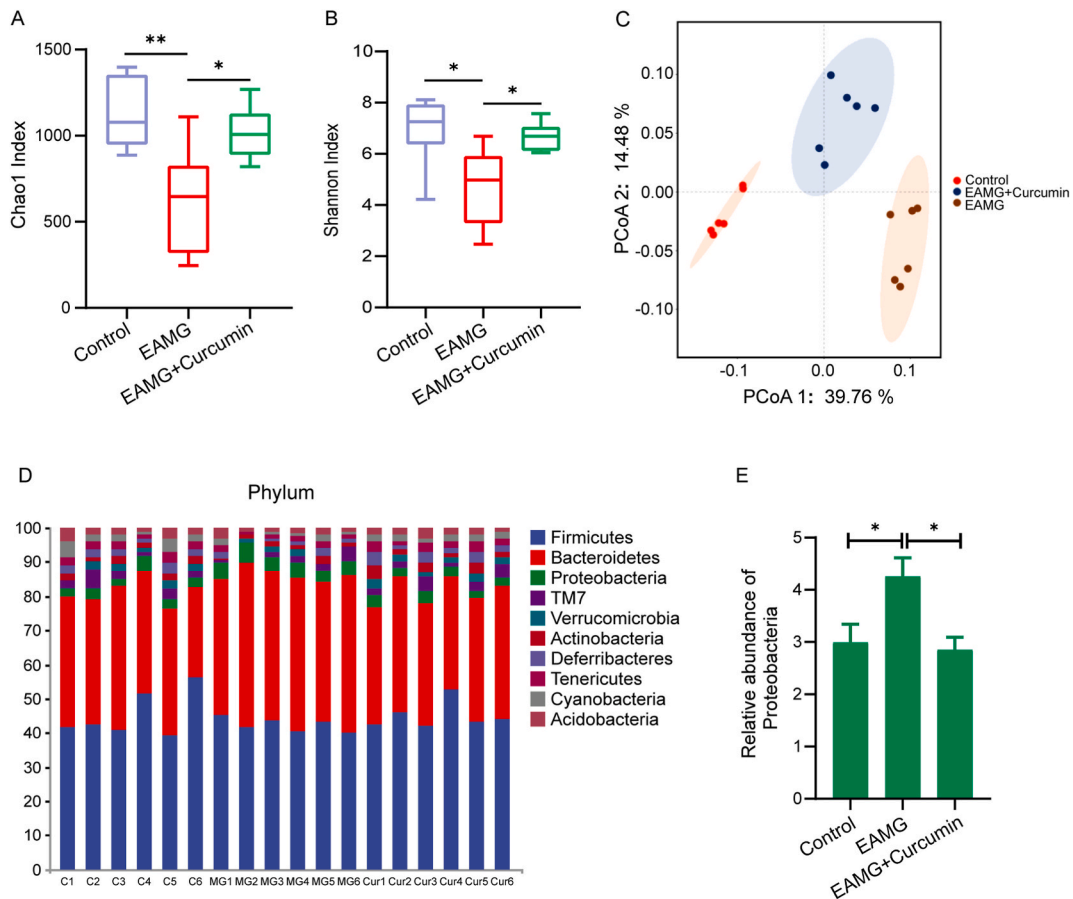 A
1500
1000
500
0
Chao1 Index
**
*
Control
EAMG
EAMG+Curcumin
B
10
8
6
4
2
0
Shannon Index
*
*
Control
EAMG
EAMG+Curcumin
C
0.10
0.05
0.00
-0.05
-0.10
PCoA 2: 14.48 %
-0.1
0.0
0.1
PCoA 1: 39.76 %
Control
EAMG+Curcumin
EAMG
D
Phylum
100
90
80
70
60
50
40
30
20
10
0
C1 C2 C3 C4 C5 C6 MG1 MG2 MG3 MG4 MG5 MG6 Cur1 Cur2 Cur3 Cur4 Cur5 Cur6
Firmicutes
Bacteroidetes
Proteobacteria
TM7
Verrucomicrobia
Actinobacteria
Deferribacteres
Tenericutes
Cyanobacteria
Acidobacteria
E
Relative abundance of
Proteobacteria
5
4
3
2
1
0
*
*
Control
EAMG
EAMG+Curcumin